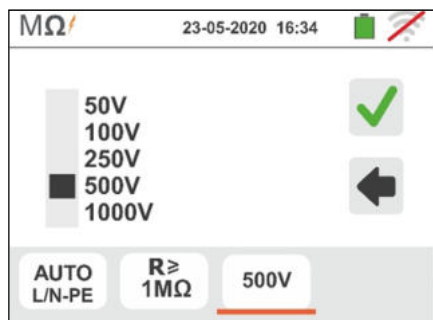 MΩ 23-05-2020 16:34
50V
100V
250V
500V
1000V
AUTO
L/N-PE
R≥
1MΩ
500V